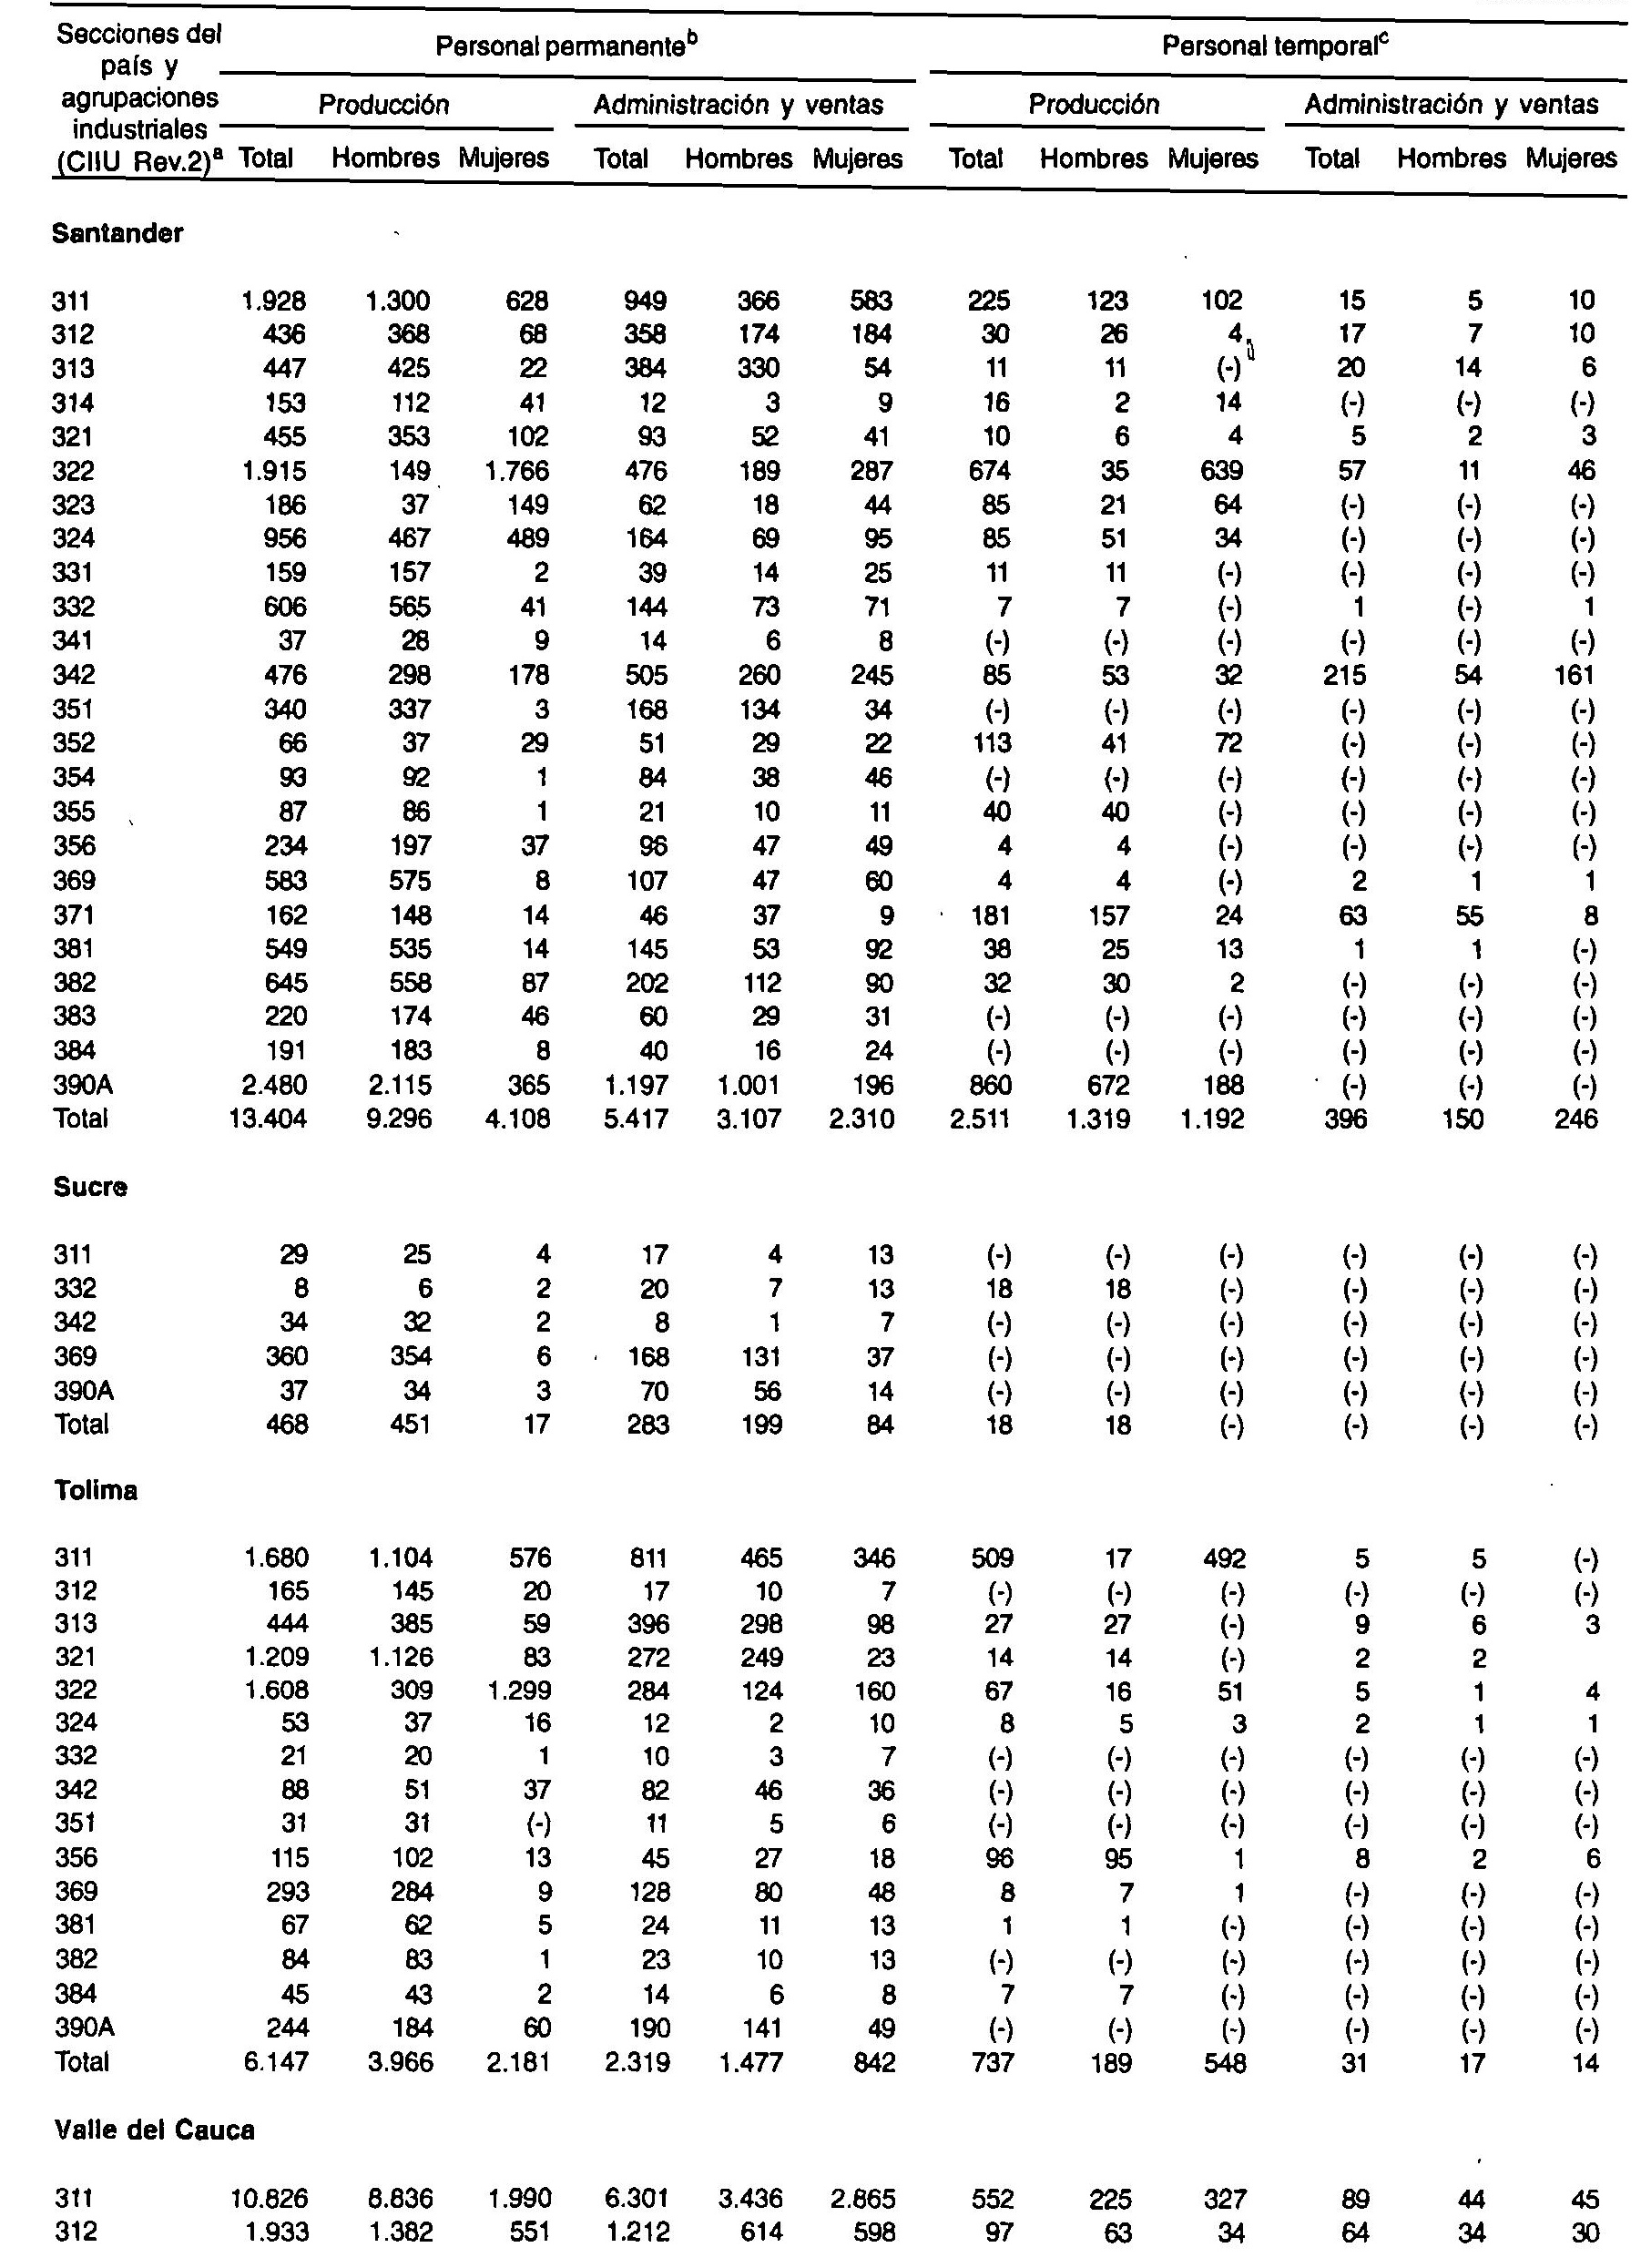 Secciones del país y agrupaciones industriales (CIIU Rev.2)a
Personal permanenteb Personal temporalc
Producción Administración y ventas Producción Administración y ventas
Total Hombres Mujeres Total Hombres Mujeres Total Hombres Mujeres Total Hombres Mujeres
Santander
311 1.928 1.300 628 949 366 583 225 123 102 15 5 10
312 436 368 68 358 174 184 30 26 4 17 7 10
313 447 425 22 384 330 54 11 11 (-) 20 14 6
314 153 112 41 12 3 9 16 2 14 (-) (-) (-)
321 455 353 102 93 52 41 10 6 4 5 2 3
322 1.915 149 1.766 476 189 287 674 35 639 57 11 46
323 186 37 149 62 18 44 85 21 64 (-) (-) (-)
324 956 467 489 164 69 95 85 51 34 (-) (-) (-)
331 159 157 2 39 14 25 11 11 (-) (-) (-) (-)
332 606 565 41 144 73 71 7 7 (-) 1 (-) 1
341 37 28 9 14 6 8 (-) (-) (-) (-) (-) (-)
342 476 298 178 505 260 245 85 53 32 215 54 161
351 340 337 3 168 134 34 (-) (-) (-) (-) (-) (-)
352 66 37 29 51 29 22 113 41 72 (-) (-) (-)
354 93 92 1 84 38 46 (-) (-) (-) (-) (-) (-)
355 87 86 1 21 10 11 40 40 (-) (-) (-) (-)
356 234 197 37 96 47 49 4 4 (-) (-) (-) (-)
369 583 575 8 107 47 60 4 4 (-) 2 1 1
371 162 148 14 46 37 9 181 157 24 63 55 8
381 549 535 14 145 53 92 38 25 13 1 1 (-)
382 645 558 87 202 112 90 32 30 2 (-) (-) (-)
383 220 174 46 60 29 31 (-) (-) (-) (-) (-) (-)
384 191 183 8 40 16 24 (-) (-) (-) (-) (-) (-)
390A 2.480 2.115 365 1.197 1.001 196 860 672 188 (-) (-) (-)
Total 13.404 9.296 4.108 5.417 3.107 2.310 2.511 1.319 1.192 396 150 246
Sucre
311 29 25 4 17 4 13 (-) (-) (-) (-) (-) (-)
332 8 6 2 20 7 13 18 18 (-) (-) (-) (-)
342 34 32 2 8 1 7 (-) (-) (-) (-) (-) (-)
369 360 354 6 168 131 37 (-) (-) (-) (-) (-) (-)
390A 37 34 3 70 56 14 (-) (-) (-) (-) (-) (-)
Total 468 451 17 283 199 84 18 18 (-) (-) (-) (-)
Tolima
311 1.680 1.104 576 811 465 346 509 17 492 5 5 (-)
312 165 145 20 17 10 7 (-) (-) (-) (-) (-) (-)
313 444 385 59 396 298 98 27 27 (-) 9 6 3
321 1.209 1.126 83 272 249 23 14 14 (-) 2 2
322 1.608 309 1.299 284 124 160 67 16 51 5 1 4
324 53 37 16 12 2 10 8 5 3 2 1 1
332 21 20 1 10 3 7 (-) (-) (-) (-) (-) (-)
342 88 51 37 82 46 36 (-) (-) (-) (-) (-) (-)
351 31 31 (-) 11 5 6 (-) (-) (-) (-) (-) (-)
356 115 102 13 45 27 18 96 95 1 8 2 6
369 293 284 9 128 80 48 8 7 1 (-) (-) (-)
381 67 62 5 24 11 13 1 1 (-) (-) (-) (-)
382 84 83 1 23 10 13 (-) (-) (-) (-) (-) (-)
384 45 43 2 14 6 8 7 7 (-) (-) (-) (-)
390A 244 184 60 190 141 49 (-) (-) (-) (-) (-) (-)
Total 6.147 3.966 2.181 2.319 1.477 842 737 189 548 31 17 14
Valle del Cauca
311 10.826 8.836 1.990 6.301 3.436 2.865 552 225 327 89 44 45
312 1.933 1.382 551 1.212 614 598 97 63 34 64 34 30